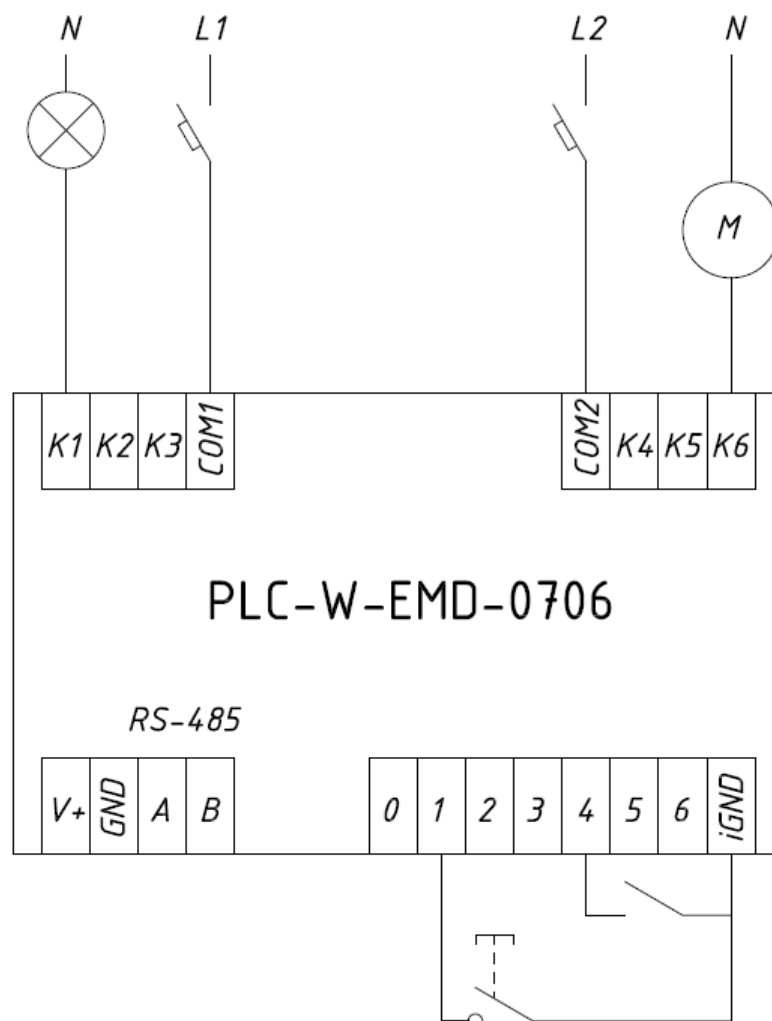 N L1 L2 N
M
K1 K2 K3 COM1 COM2 K4 K5 K6
PLC-W-EMD-0706
RS-485
V+ GND A B 0 1 2 3 4 5 6 iGND